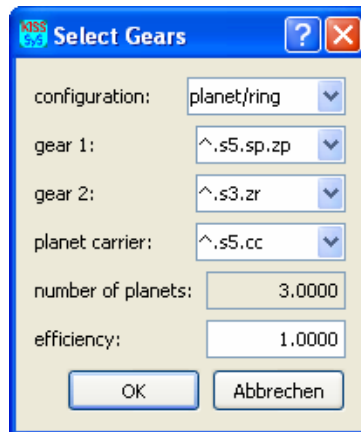 KISS
SyS
Select Gears
configuration: planet/ring
gear 1: ^.s5.sp.zp
gear 2: ^.s3.zr
planet carrier: ^.s5.cc
number of planets: 3.0000
efficiency: 1.0000
OK Abbrechen